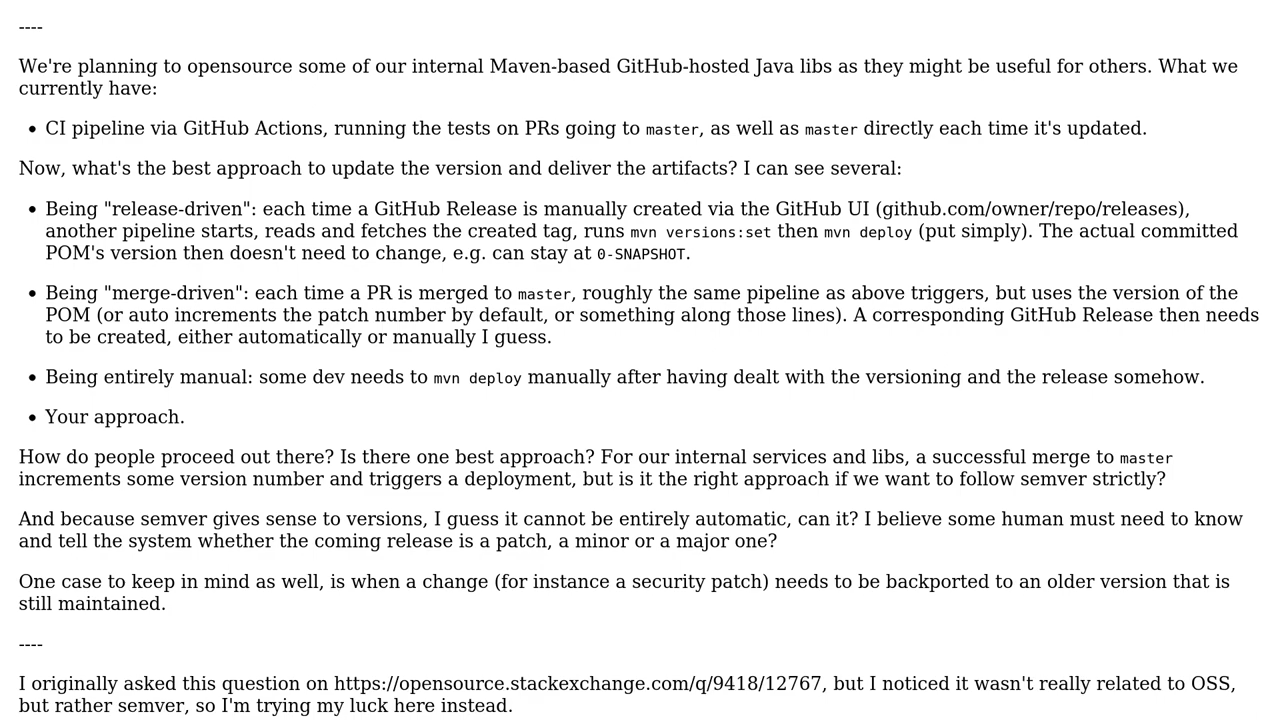 ----
We're planning to opensource some of our internal Maven-based GitHub-hosted Java libs as they might be useful for others. What we
currently have:
• CI pipeline via GitHub Actions, running the tests on PRs going to master, as well as master directly each time it's updated.
Now, what's the best approach to update the version and deliver the artifacts? I can see several:
• Being "release-driven": each time a GitHub Release is manually created via the GitHub UI (github.com/owner/repo/releases),
another pipeline starts, reads and fetches the created tag, runs mvn versions:set then mvn deploy (put simply). The actual committed
POM's version then doesn't need to change, e.g. can stay at 0-SNAPSHOT.
• Being "merge-driven": each time a PR is merged to master, roughly the same pipeline as above triggers, but uses the version of the
POM (or auto increments the patch number by default, or something along those lines). A corresponding GitHub Release then needs
to be created, either automatically or manually I guess.
• Being entirely manual: some dev needs to mvn deploy manually after having dealt with the versioning and the release somehow.
• Your approach.
How do people proceed out there? Is there one best approach? For our internal services and libs, a successful merge to master
increments some version number and triggers a deployment, but is it the right approach if we want to follow semver strictly?
And because semver gives sense to versions, I guess it cannot be entirely automatic, can it? I believe some human must need to know
and tell the system whether the coming release is a patch, a minor or a major one?
One case to keep in mind as well, is when a change (for instance a security patch) needs to be backported to an older version that is
still maintained.
----
I originally asked this question on https://opensource.stackexchange.com/q/9418/12767, but I noticed it wasn't really related to OSS,
but rather semver, so I'm trying my luck here instead.